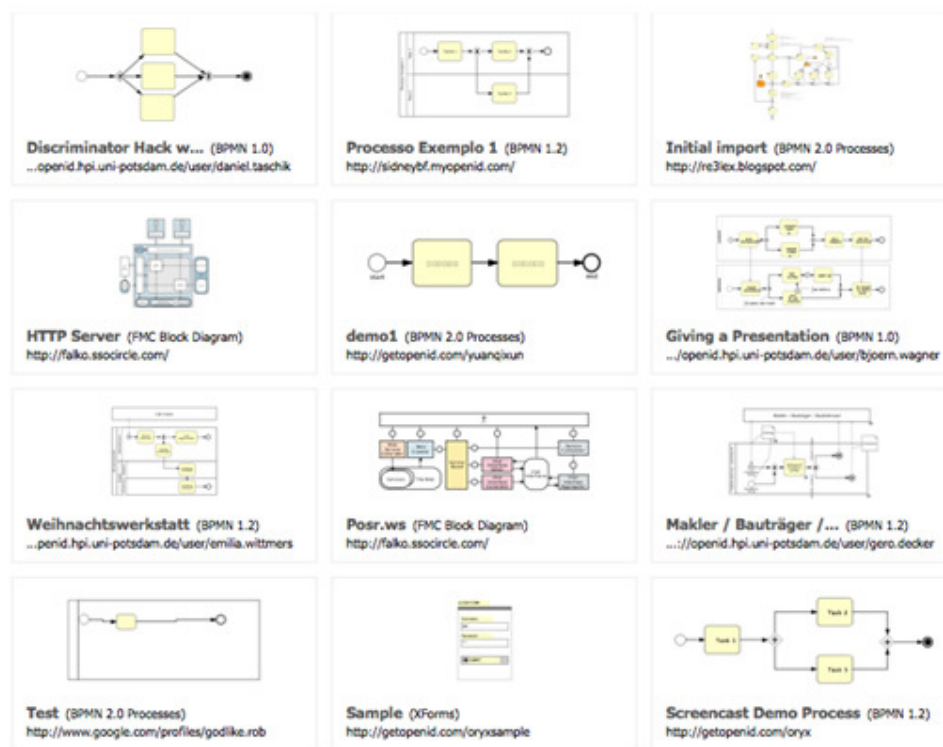 Discriminator Hack w... (BPMN 1.0)
...openid.hpi.uni-potsdam.de/user/daniel.taschik
Processo Exemplo 1 (BPMN 1.2)
http://sidneybf.myopenid.com/
Initial import (BPMN 2.0 Processes)
http://re3lex.blogspot.com/
start
end
HTTP Server (FMC Block Diagram)
http://falko.ssocircle.com/
demo1 (BPMN 2.0 Processes)
http://getopenid.com/yuanqixun
Giving a Presentation (BPMN 1.0)
.../openid.hpi.uni-potsdam.de/user/bjoern.wagner
Weihnachtswerkstatt (BPMN 1.2)
...penid.hpi.uni-potsdam.de/user/emilia.wittmers
Posr.ws (FMC Block Diagram)
http://falko.ssocircle.com/
Makler / Bauträger /... (BPMN 1.2)
...://openid.hpi.uni-potsdam.de/user/gero.decker
Task 1
Task 2
Task 3
Test (BPMN 2.0 Processes)
http://www.google.com/profiles/godlike.rob
Sample (XForms)
http://getopenid.com/oryxsample
Screencast Demo Process (BPMN 1.2)
http://getopenid.com/oryx